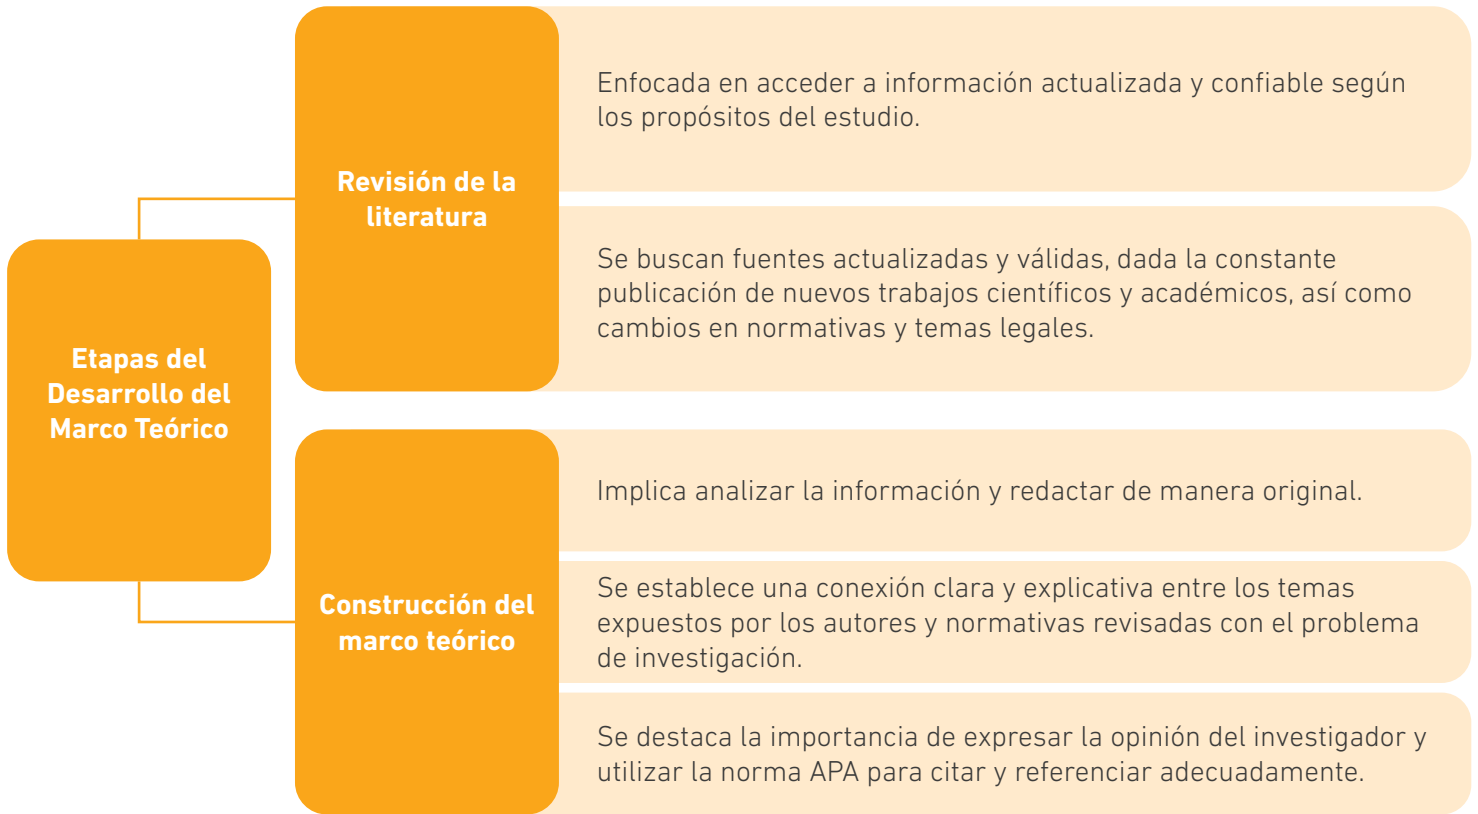 Etapas del
Desarrollo del
Marco Teórico
Revisión de la
literatura
Enfocada en acceder a información actualizada y confiable según
los propósitos del estudio.
Se buscan fuentes actualizadas y válidas, dada la constante
publicación de nuevos trabajos científicos y académicos, así como
cambios en normativas y temas legales.
Construcción del
marco teórico
Implica analizar la información y redactar de manera original.
Se establece una conexión clara y explicativa entre los temas
expuestos por los autores y normativas revisadas con el problema
de investigación.
Se destaca la importancia de expresar la opinión del investigador y
utilizar la norma APA para citar y referenciar adecuadamente.